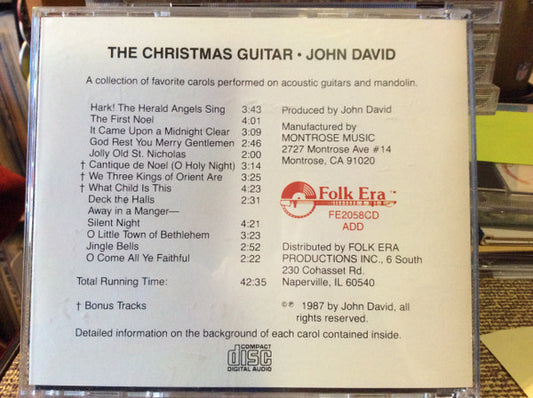 THE CHRISTMAS GUITAR • JOHN DAVID
A collection of favorite carols performed on acoustic guitars and mandolin.
Hark! The Herald Angels Sing 3:43
The First Noel 4:01
It Came Upon a Midnight Clear 3:09
God Rest You Merry Gentlemen 2:46
Jolly Old St. Nicholas 2:00
† Cantique de Noel (O Holy Night) 3:14
† We Three Kings of Orient Are 3:25
† What Child Is This 4:23
Deck the Halls 2:31
Away in a Manger—
Silent Night 4:21
O Little Town of Bethlehem 3:23
Jingle Bells 2:52
O Come All Ye Faithful 2:22
Total Running Time: 42:35
† Bonus Tracks
Produced by John David
Manufactured by
MONTROSE MUSIC
2727 Montrose Ave #14
Montrose, CA 91020
Folk Era
FE2058CD
ADD
Distributed by FOLK ERA
PRODUCTIONS INC., 6 South
230 Cohasset Rd.
Naperville, IL 60540
©℗ 1987 by John David, all
rights reserved.
Detailed information on the background of each carol contained inside.
COMPACT
disc
DIGITAL AUDIO